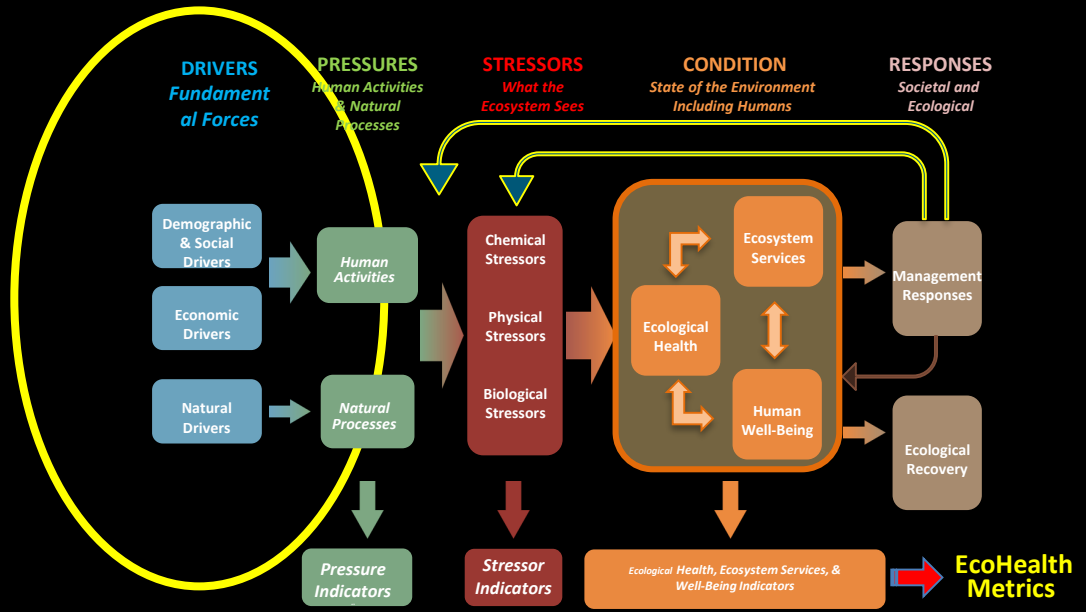 DRIVERS
Fundament
al Forces
PRESSURES
Human Activities
& Natural
Processes
STRESSORS
What the
Ecosystem Sees
CONDITION
State of the Environment
Including Humans
RESPONSES
Societal and
Ecological
Demographic
& Social
Drivers
Economic
Drivers
Natural
Drivers
Human
Activities
Natural
Processes
Chemical
Stressors
Physical
Stressors
Biological
Stressors
Ecosystem
Services
Ecological
Health
Human
Well-Being
Management
Responses
Ecological
Recovery
Pressure
Indicators
Stressor
Indicators
Ecological Health, Ecosystem Services, &
Well-Being Indicators
EcoHealth
Metrics